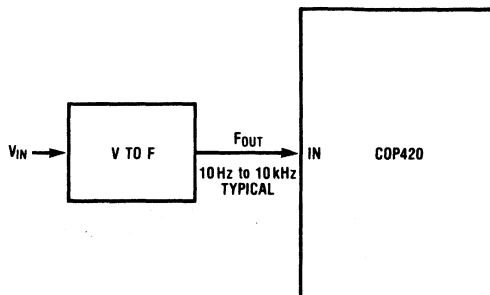 VIN
V TO F
FOUT
10 Hz to 10 kHz
TYPICAL
IN
COP420